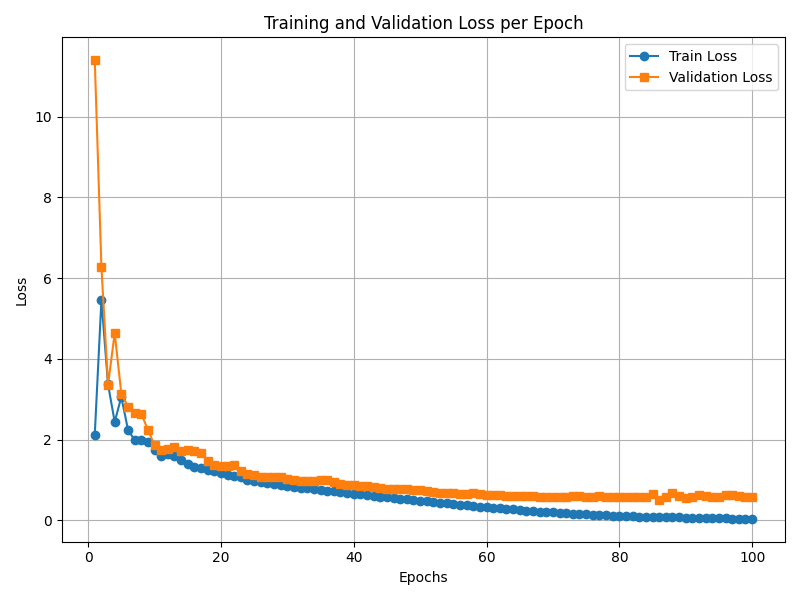 Training and Validation Loss per Epoch
Train Loss
Validation Loss
10
8
6
4
2
0
Loss
0 20 40 60 80 100
Epochs